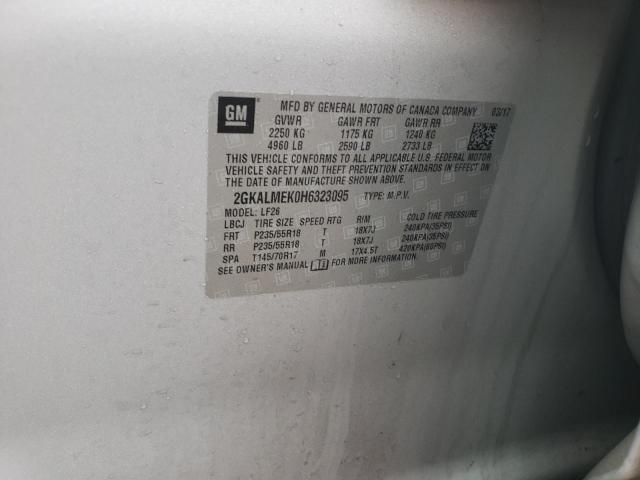 GM
MFD BY GENERAL MOTORS OF CANADA COMPANY 03/17
GVWR GAWR FRT GAWR RR
2250 KG 1175 KG 1240 KG
4960 LB 2590 LB 2733 LB
THIS VEHICLE CONFORMS TO ALL APPLICABLE U.S. FEDERAL MOTOR
VEHICLE SAFETY AND THEFT PREVENTION STANDARDS IN EFFECT ON
THE DATE OF MANUFACTURE SHOWN ABOVE.
2GKALMEK0H6323095 TYPE: M.P.V.
MODEL: LF26
LBCJ TIRE SIZE SPEED RTG RIM COLD TIRE PRESSURE
FRT P235/55R18 T 18X7J 240KPA(35PSI)
RR P235/55R18 T 18X7J 240KPA(35PSI)
SPA T145/70R17 M 17X4.5T 420KPA(60PSI)
SEE OWNER'S MANUAL FOR MORE INFORMATION.